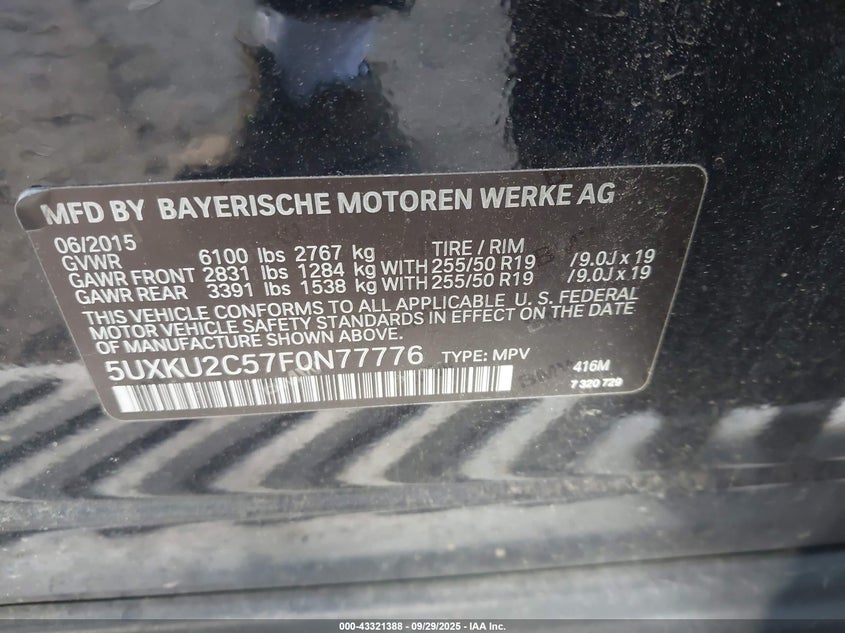 MFD BY BAYERISCHE MOTOREN WERKE AG
06/2015 TIRE / RIM
GVWR 6100 lbs 2767 kg
GAWR FRONT 2831 lbs 1284 kg WITH 255/50 R19 /9.0J x 19
GAWR REAR 3391 lbs 1538 kg WITH 255/50 R19 /9.0J x 19
THIS VEHICLE CONFORMS TO ALL APPLICABLE U.S. FEDERAL
MOTOR VEHICLE SAFETY STANDARDS IN EFFECT ON THE DATE
OF MANUFACTURE SHOWN ABOVE.
5UXKU2C57F0N77776 TYPE: MPV 416M
BMW 7 320 729
000-43321388 - 09/29/2025 - IAA Inc.